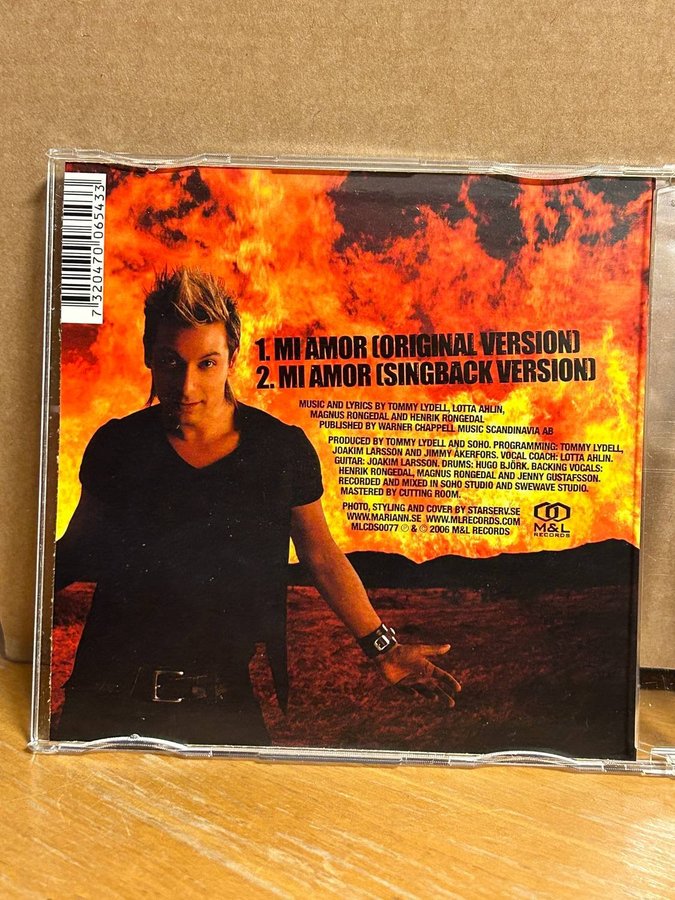 7 320470 065433
1. MI AMOR (ORIGINAL VERSION)
2. MI AMOR (SINGBACK VERSION)
MUSIC AND LYRICS BY TOMMY LYDELL, LOTTA AHLIN,
MAGNUS RONGEDAL AND HENRIK RONGEDAL
PUBLISHED BY WARNER CHAPPELL MUSIC SCANDINAVIA AB
PRODUCED BY TOMMY LYDELL AND SOHO. PROGRAMMING: TOMMY LYDELL,
JOAKIM LARSSON AND JIMMY ÅKERFORS. VOCAL COACH: LOTTA AHLIN.
GUITAR: JOAKIM LARSSON. DRUMS: HUGO BJÖRK. BACKING VOCALS:
HENRIK RONGEDAL, MAGNUS RONGEDAL AND JENNY GUSTAFSSON.
RECORDED AND MIXED IN SOHO STUDIO AND SWEWAVE STUDIO.
MASTERED BY CUTTING ROOM.
PHOTO, STYLING AND COVER BY STARSERV.SE
WWW.MARIANN.SE WWW.MLRECORDS.COM
MLCDS0077 ℗ & © 2006 M&L RECORDS
M&L
RECORDS